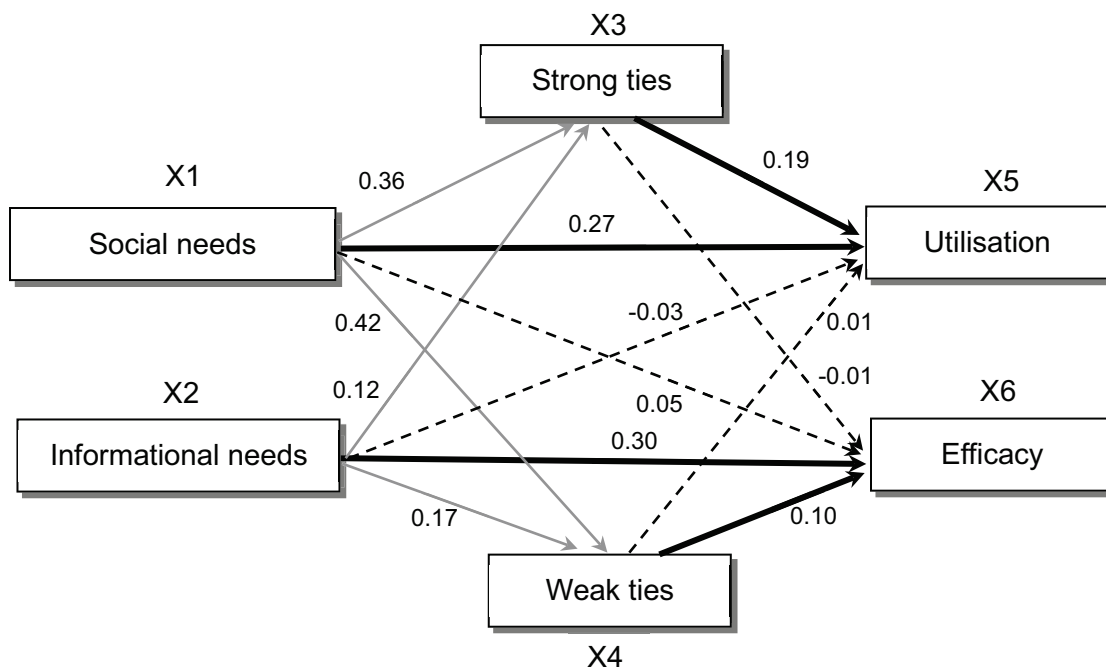 X3
Strong ties
0.19
X1
0.36
X5
Social needs
0.27
Utilisation
-0.03
0.42
0.01
-0.01
X2
0.12
0.05
X6
Informational needs
0.30
Efficacy
0.17
0.10
Weak ties
X4